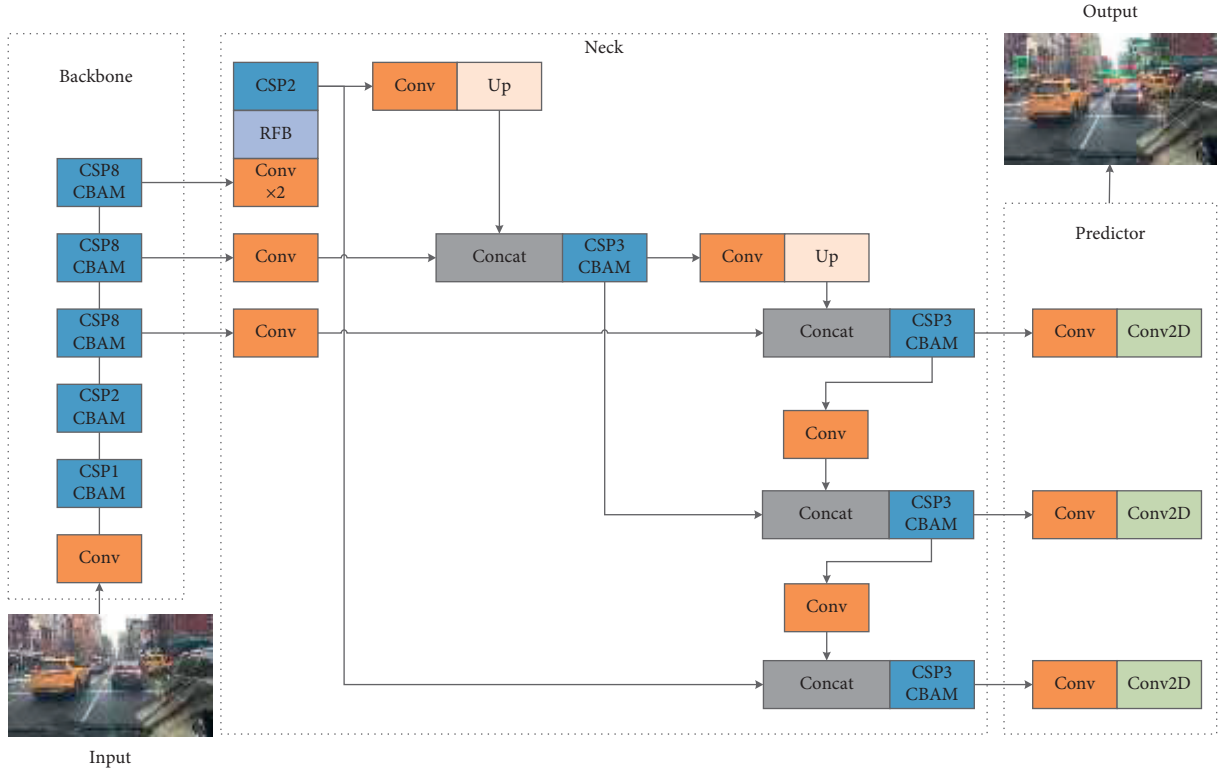 Output
Neck
Backbone
CSP2
Conv
Up
RFB
CSP8
CBAM
Conv
×2
Predictor
CSP8
CBAM
Conv
Concat
CSP3
CBAM
Conv
Up
CSP8
CBAM
Conv
Concat
CSP3
CBAM
Conv
Conv2D
CSP2
CBAM
Conv
CSP1
CBAM
Concat
CSP3
CBAM
Conv
Conv2D
Conv
Conv
Concat
CSP3
CBAM
Conv
Conv2D
Input